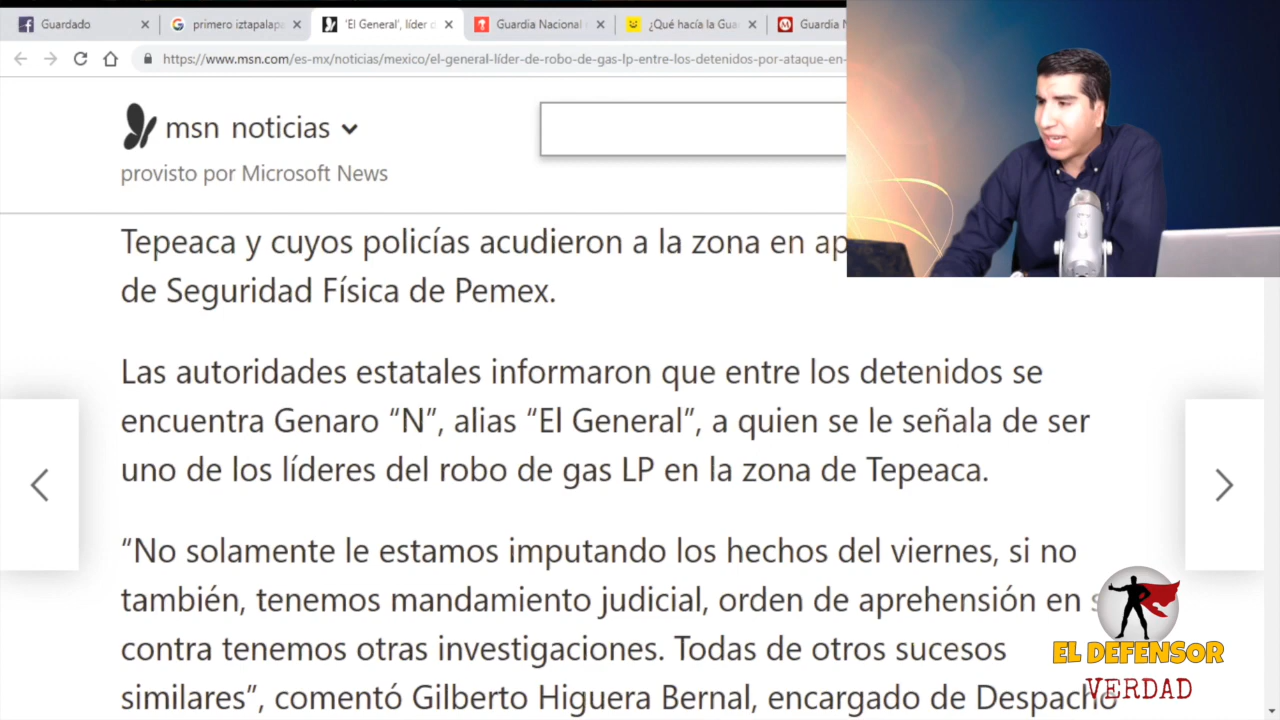 Guardado
primero iztapalapa
'El General', líder d
Guardia Nacional
¿Qué hacía la Gua
Guardia N
https://www.msn.com/es-mx/noticias/mexico/el-general-líder-de-robo-de-gas-lp-entre-los-detenidos-por-ataque-en-
msn noticias
provisto por Microsoft News
Tepeaca y cuyos policías acudieron a la zona en ap
de Seguridad Física de Pemex.
Las autoridades estatales informaron que entre los detenidos se
encuentra Genaro “N”, alias “El General”, a quien se le señala de ser
uno de los líderes del robo de gas LP en la zona de Tepeaca.
“No solamente le estamos imputando los hechos del viernes, si no
también, tenemos mandamiento judicial, orden de aprehensión en s
contra tenemos otras investigaciones. Todas de otros sucesos
similares”, comentó Gilberto Higuera Bernal, encargado de Despacho
EL DEFENSOR
VERDAD